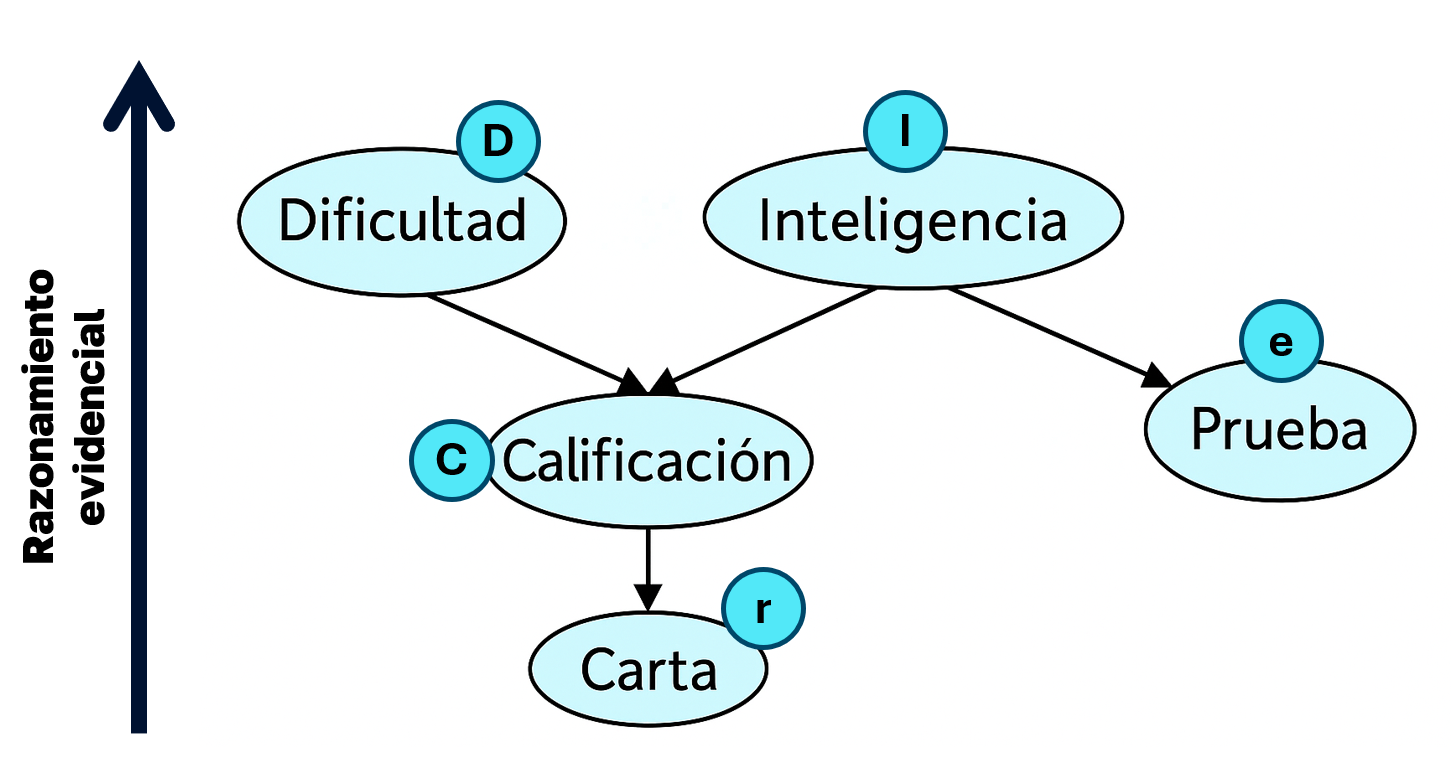 Razonamiento
evidencial
D
Dificultad
I
Inteligencia
e
Prueba
C
Calificación
r
Carta